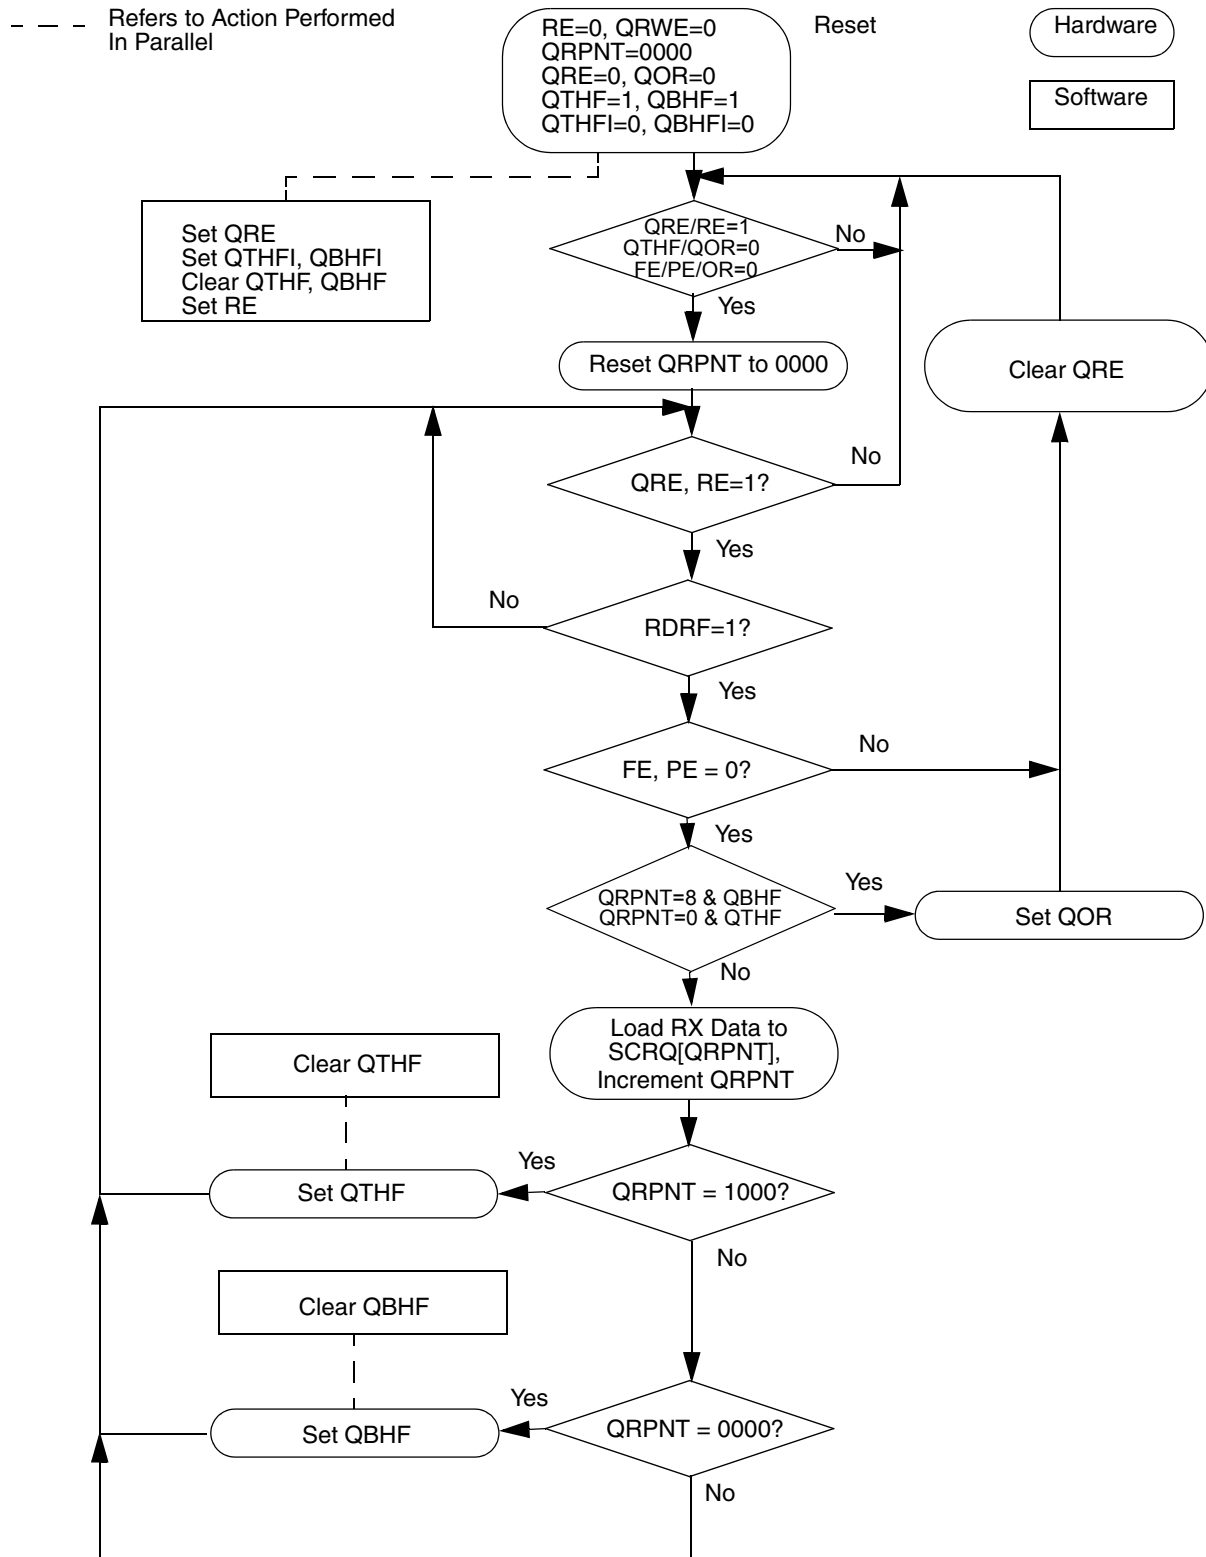 Refers to Action Performed
In Parallel
RE=0, QRWE=0
QRPNT=0000
QRE=0, QOR=0
QTHF=1, QBHF=1
QTHFI=0, QBHFI=0
Reset
Hardware
Software
Set QRE
Set QTHFI, QBHFI
Clear QTHF, QBHF
Set RE
QRE/RE=1
QTHF/QOR=0
FE/PE/OR=0
No
Yes
Reset QRPNT to 0000
Clear QRE
QRE, RE=1?
No
Yes
RDRF=1?
No
Yes
FE, PE = 0?
No
Yes
QRPNT=8 & QBHF
QRPNT=0 & QTHF
Yes
Set QOR
No
Load RX Data to
SCRQ[QRPNT],
Increment QRPNT
Clear QTHF
Set QTHF
Yes
QRPNT = 1000?
No
Clear QBHF
Set QBHF
Yes
QRPNT = 0000?
No